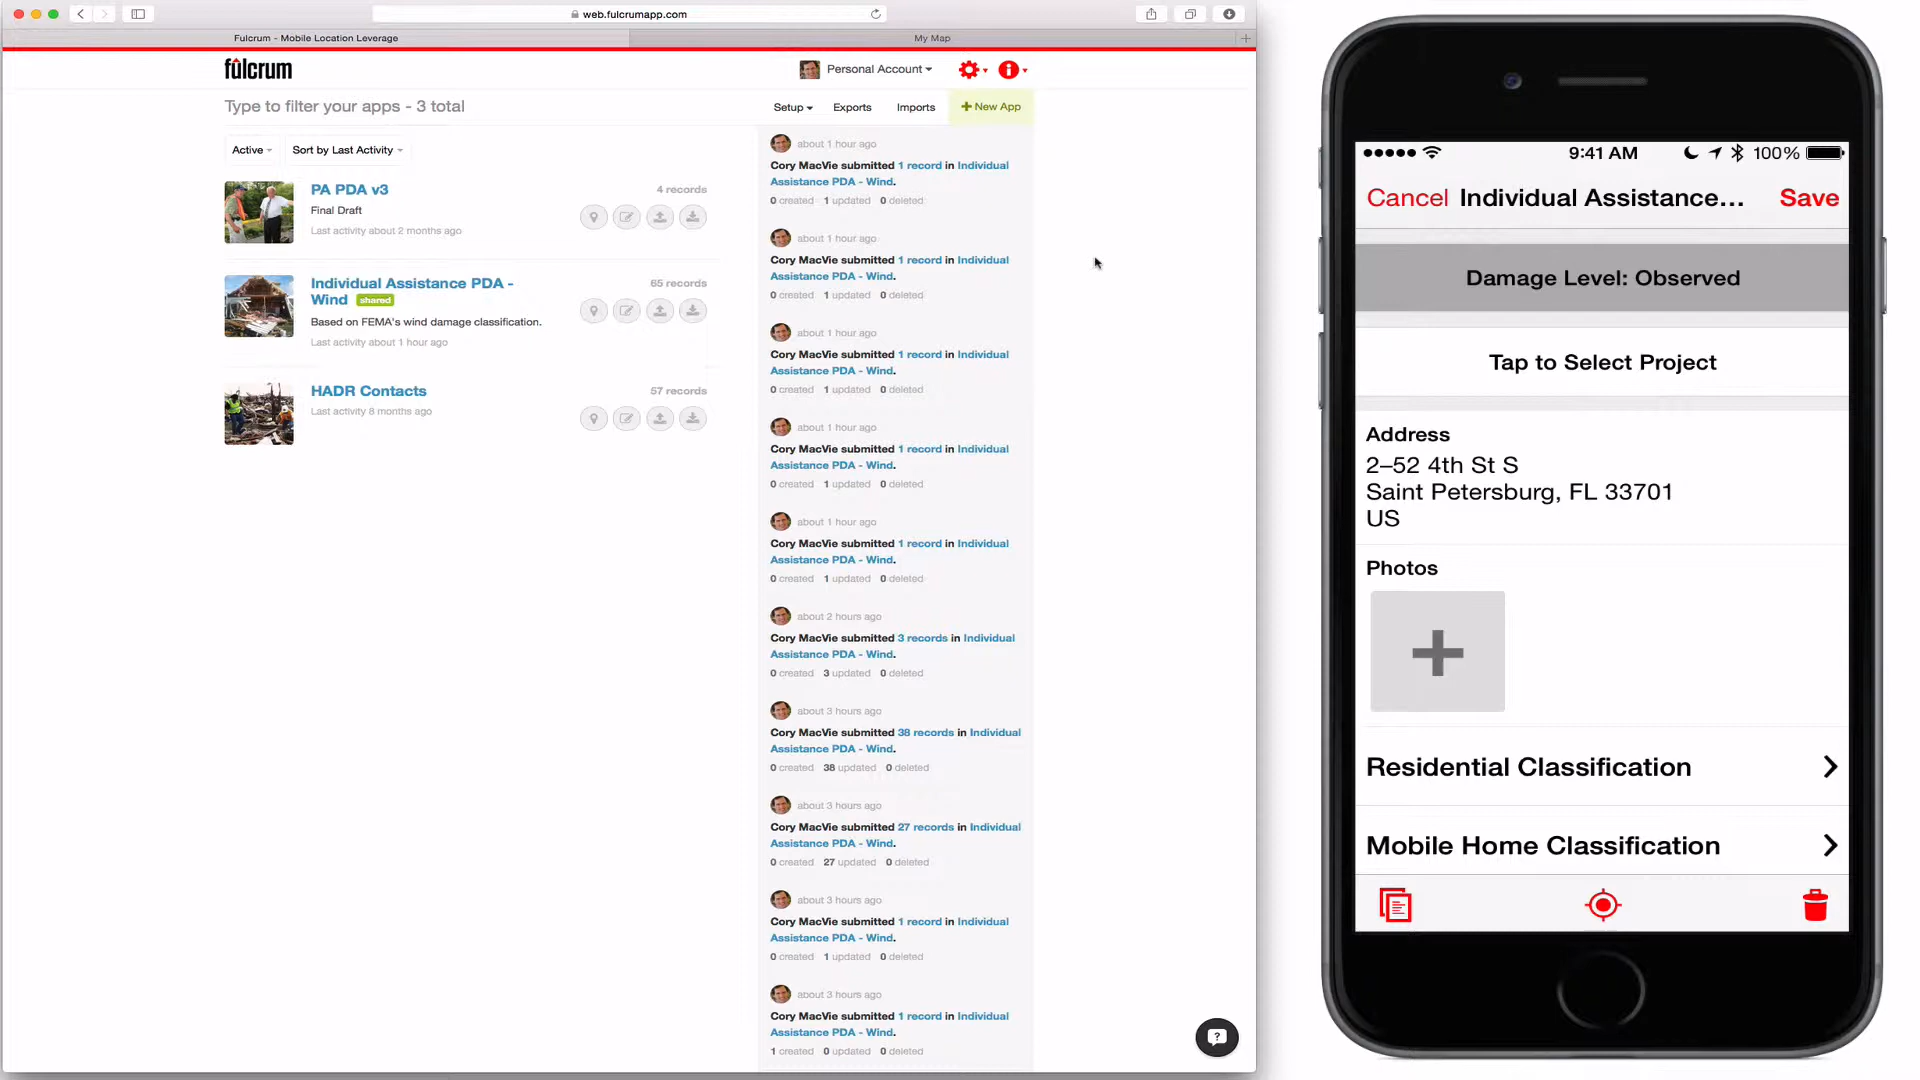 web.fulcrumapp.com
Fulcrum - Mobile Location Leverage
My Map
fulcrum
Personal Account
Type to filter your apps - 3 total
Setup
Exports
Imports
New App
Active
Sort by Last Activity
PA PDA v3
4 records
Final Draft
Last activity about 2 months ago
Individual Assistance PDA -
Wind shared
65 records
Based on FEMA's wind damage classification.
Last activity about 1 hour ago
HADR Contacts
57 records
Last activity 8 months ago
about 1 hour ago
Cory MacVie submitted 1 record in Individual
Assistance PDA - Wind.
0 created 1 updated 0 deleted
about 1 hour ago
Cory MacVie submitted 1 record in Individual
Assistance PDA - Wind.
0 created 1 updated 0 deleted
about 1 hour ago
Cory MacVie submitted 1 record in Individual
Assistance PDA - Wind.
0 created 1 updated 0 deleted
about 1 hour ago
Cory MacVie submitted 1 record in Individual
Assistance PDA - Wind.
0 created 1 updated 0 deleted
about 1 hour ago
Cory MacVie submitted 1 record in Individual
Assistance PDA - Wind.
0 created 1 updated 0 deleted
about 2 hours ago
Cory MacVie submitted 3 records in Individual
Assistance PDA - Wind.
0 created 3 updated 0 deleted
about 3 hours ago
Cory MacVie submitted 38 records in Individual
Assistance PDA - Wind.
0 created 38 updated 0 deleted
about 3 hours ago
Cory MacVie submitted 27 records in Individual
Assistance PDA - Wind.
0 created 27 updated 0 deleted
about 3 hours ago
Cory MacVie submitted 1 record in Individual
Assistance PDA - Wind.
0 created 1 updated 0 deleted
about 3 hours ago
Cory MacVie submitted 1 record in Individual
Assistance PDA - Wind.
1 created 0 updated 0 deleted
9:41 AM
100%
Cancel
Individual Assistance...
Save
Damage Level: Observed
Tap to Select Project
Address
2–52 4th St S
Saint Petersburg, FL 33701
US
Photos
Residential Classification
Mobile Home Classification